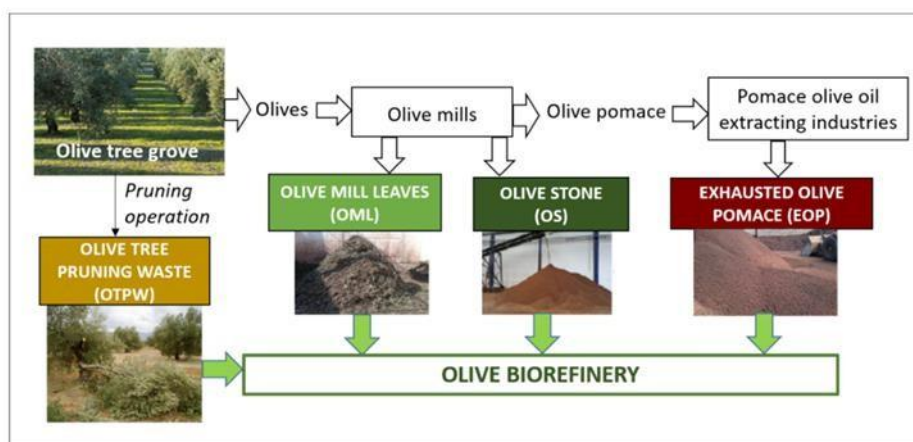 Olive tree grove
Olives
Olive mills
Olive pomace
Pomace olive oil
extracting industries
Pruning
operation
OLIVE MILL LEAVES
(OML)
OLIVE STONE
(OS)
EXHAUSTED OLIVE
POMACE (EOP)
OLIVE TREE
PRUNING WASTE
(OTPW)
OLIVE BIOREFINERY